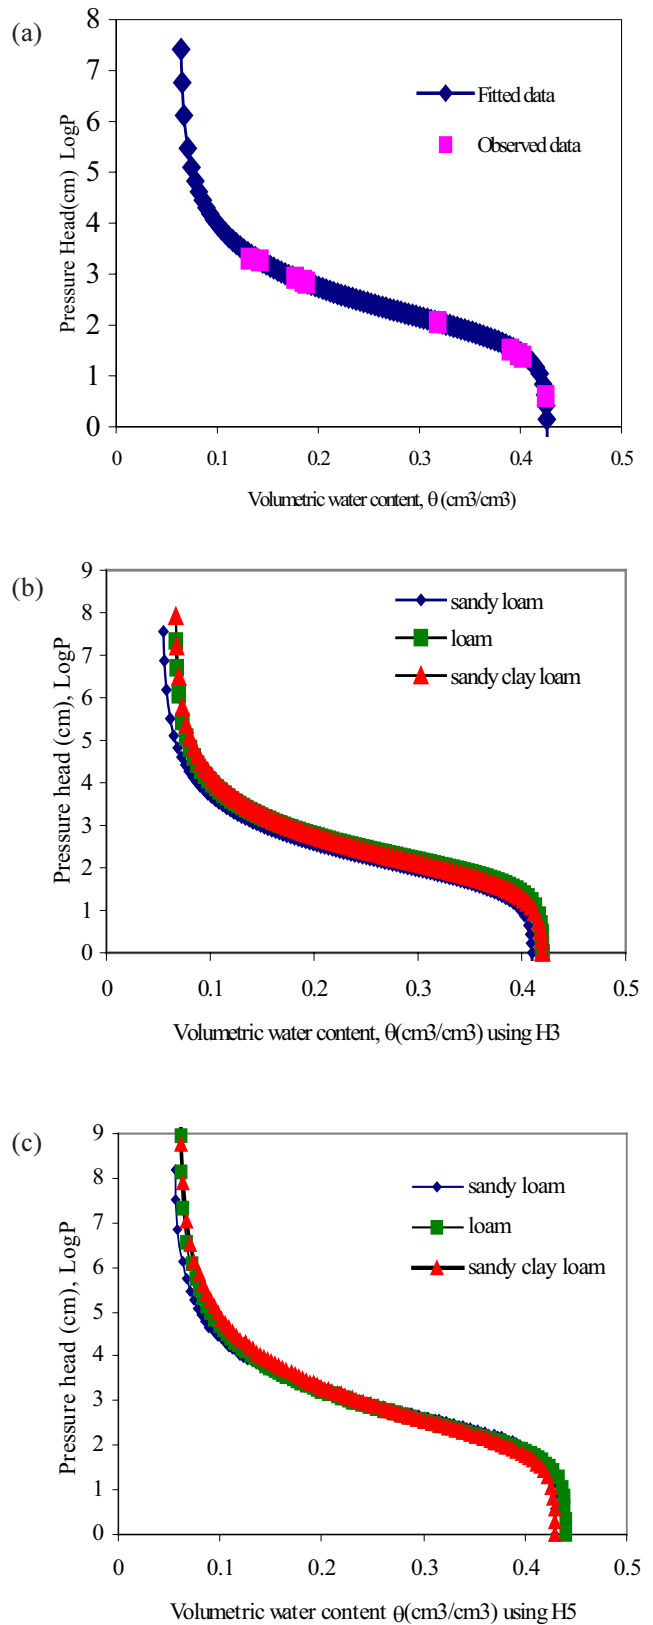 (a)
8
7
6
5
4
3
2
1
0
Pressure Head(cm) LogP
Fitted data
Observed data
0 0.1 0.2 0.3 0.4 0.5
Volumetric water content, θ (cm3/cm3)
(b)
9
8
7
6
5
4
3
2
1
0
Pressure head (cm), LogP
sandy loam
loam
sandy clay loam
0 0.1 0.2 0.3 0.4 0.5
Volumetric water content, θ(cm3/cm3) using H3
(c)
9
8
7
6
5
4
3
2
1
0
Pressure head (cm), LogP
sandy loam
loam
sandy clay loam
0 0.1 0.2 0.3 0.4 0.5
Volumetric water content θ(cm3/cm3) using H5